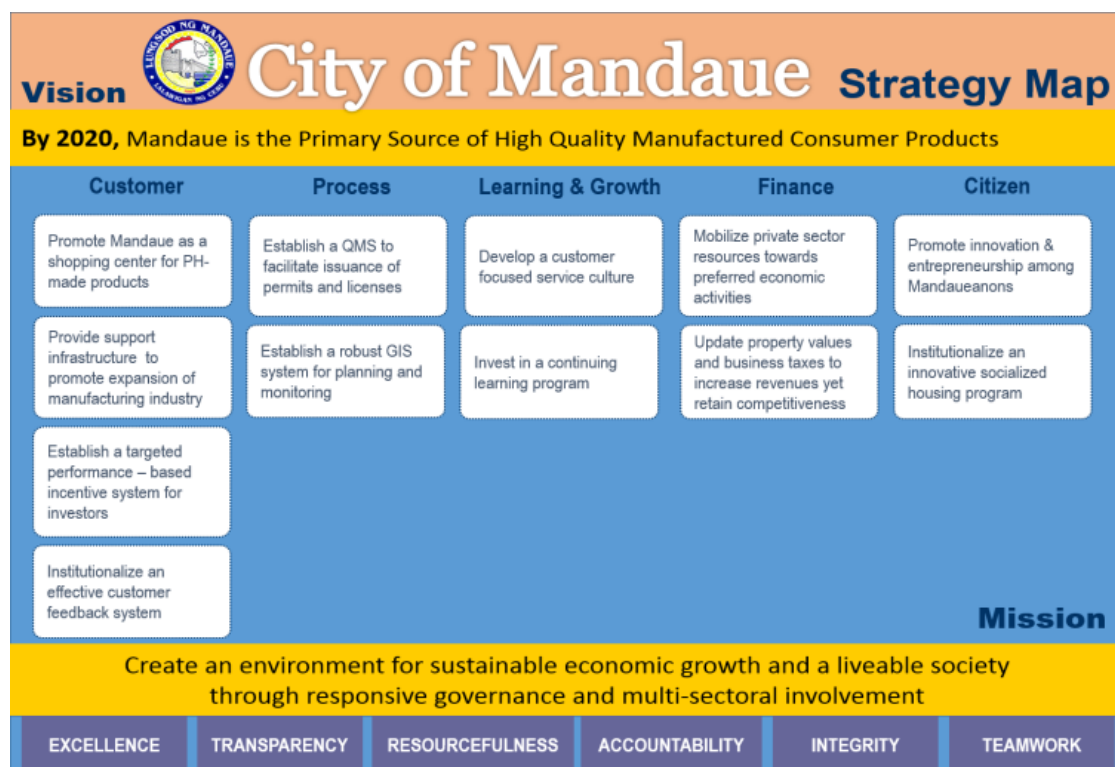 LUNGSOD NG MANDAUE
LALAWIGAN NG CEBU
Vision
City of Mandaue
Strategy Map
By 2020, Mandaue is the Primary Source of High Quality Manufactured Consumer Products
Customer
Promote Mandaue as a
shopping center for PH-
made products
Provide support
infrastructure to
promote expansion of
manufacturing industry
Establish a targeted
performance – based
incentive system for
investors
Institutionalize an
effective customer
feedback system
Process
Establish a QMS to
facilitate issuance of
permits and licenses
Establish a robust GIS
system for planning and
monitoring
Learning & Growth
Develop a customer
focused service culture
Invest in a continuing
learning program
Finance
Mobilize private sector
resources towards
preferred economic
activities
Update property values
and business taxes to
increase revenues yet
retain competitiveness
Citizen
Promote innovation &
entrepreneurship among
Mandaueanons
Institutionalize an
innovative socialized
housing program
Mission
Create an environment for sustainable economic growth and a liveable society
through responsive governance and multi-sectoral involvement
EXCELLENCE
TRANSPARENCY
RESOURCEFULNESS
ACCOUNTABILITY
INTEGRITY
TEAMWORK